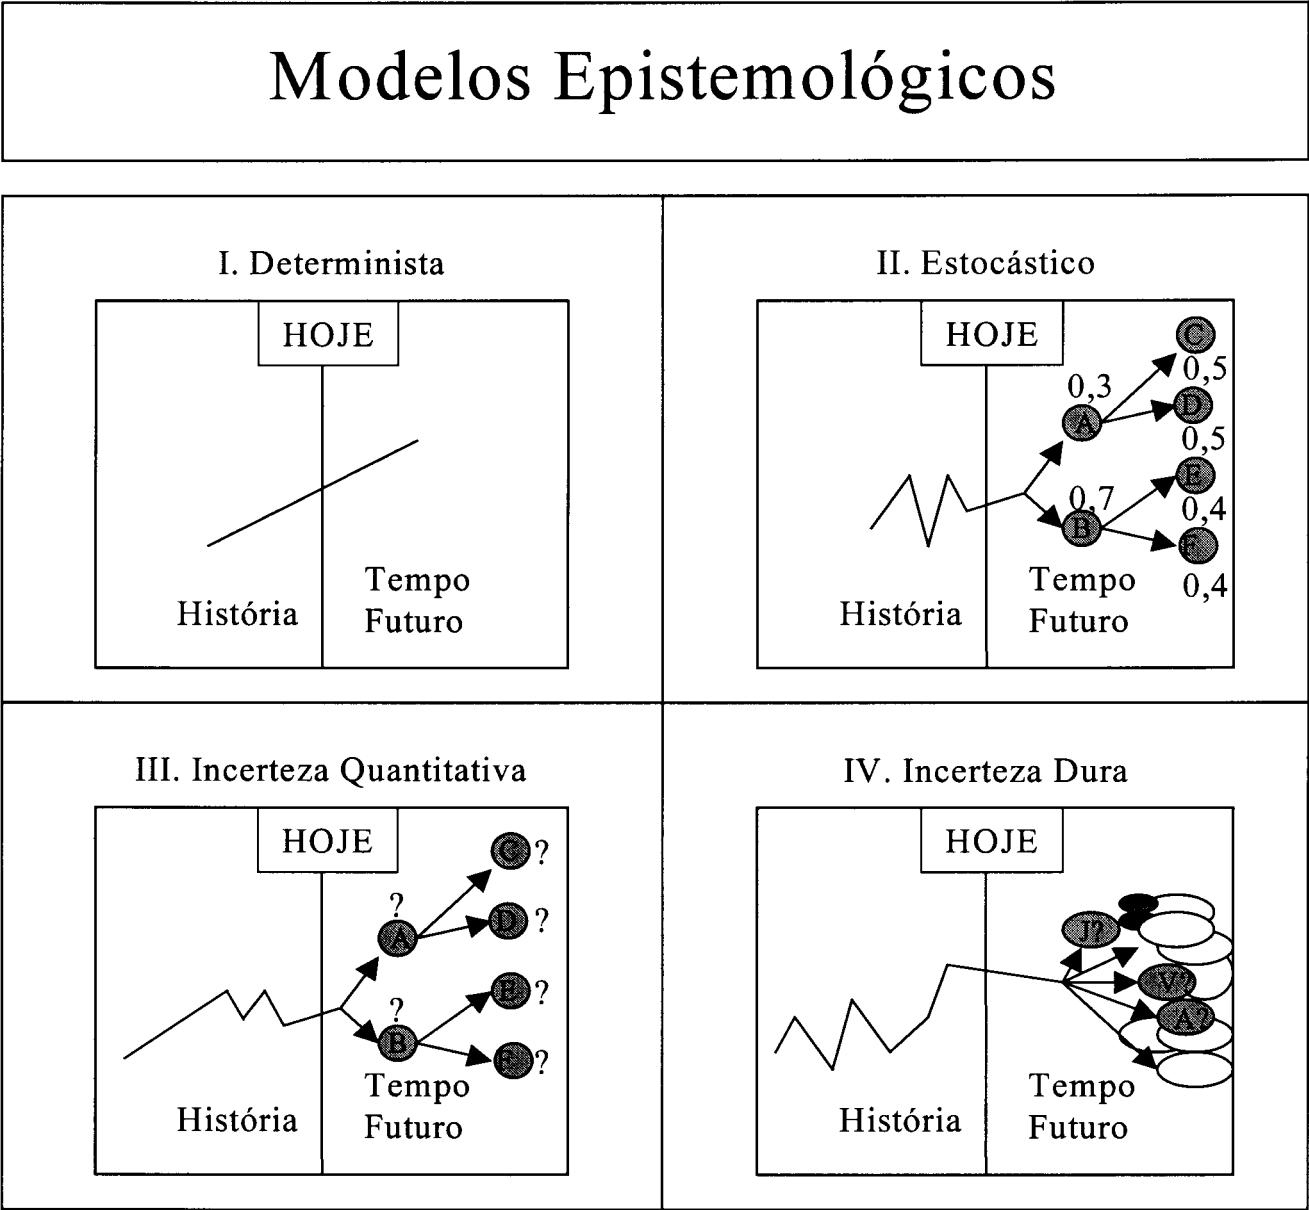 Modelos Epistemológicos
I. Determinista
HOJE
História
Tempo
Futuro
II. Estocástico
HOJE
C
0,5
0,3
A
D
0,5
E
0,7
0,4
B
F
0,4
História
Tempo
Futuro
III. Incerteza Quantitativa
HOJE
C ?
?
A
D ?
E ?
?
B
F ?
História
Tempo
Futuro
IV. Incerteza Dura
HOJE
J?
V?
A?
História
Tempo
Futuro